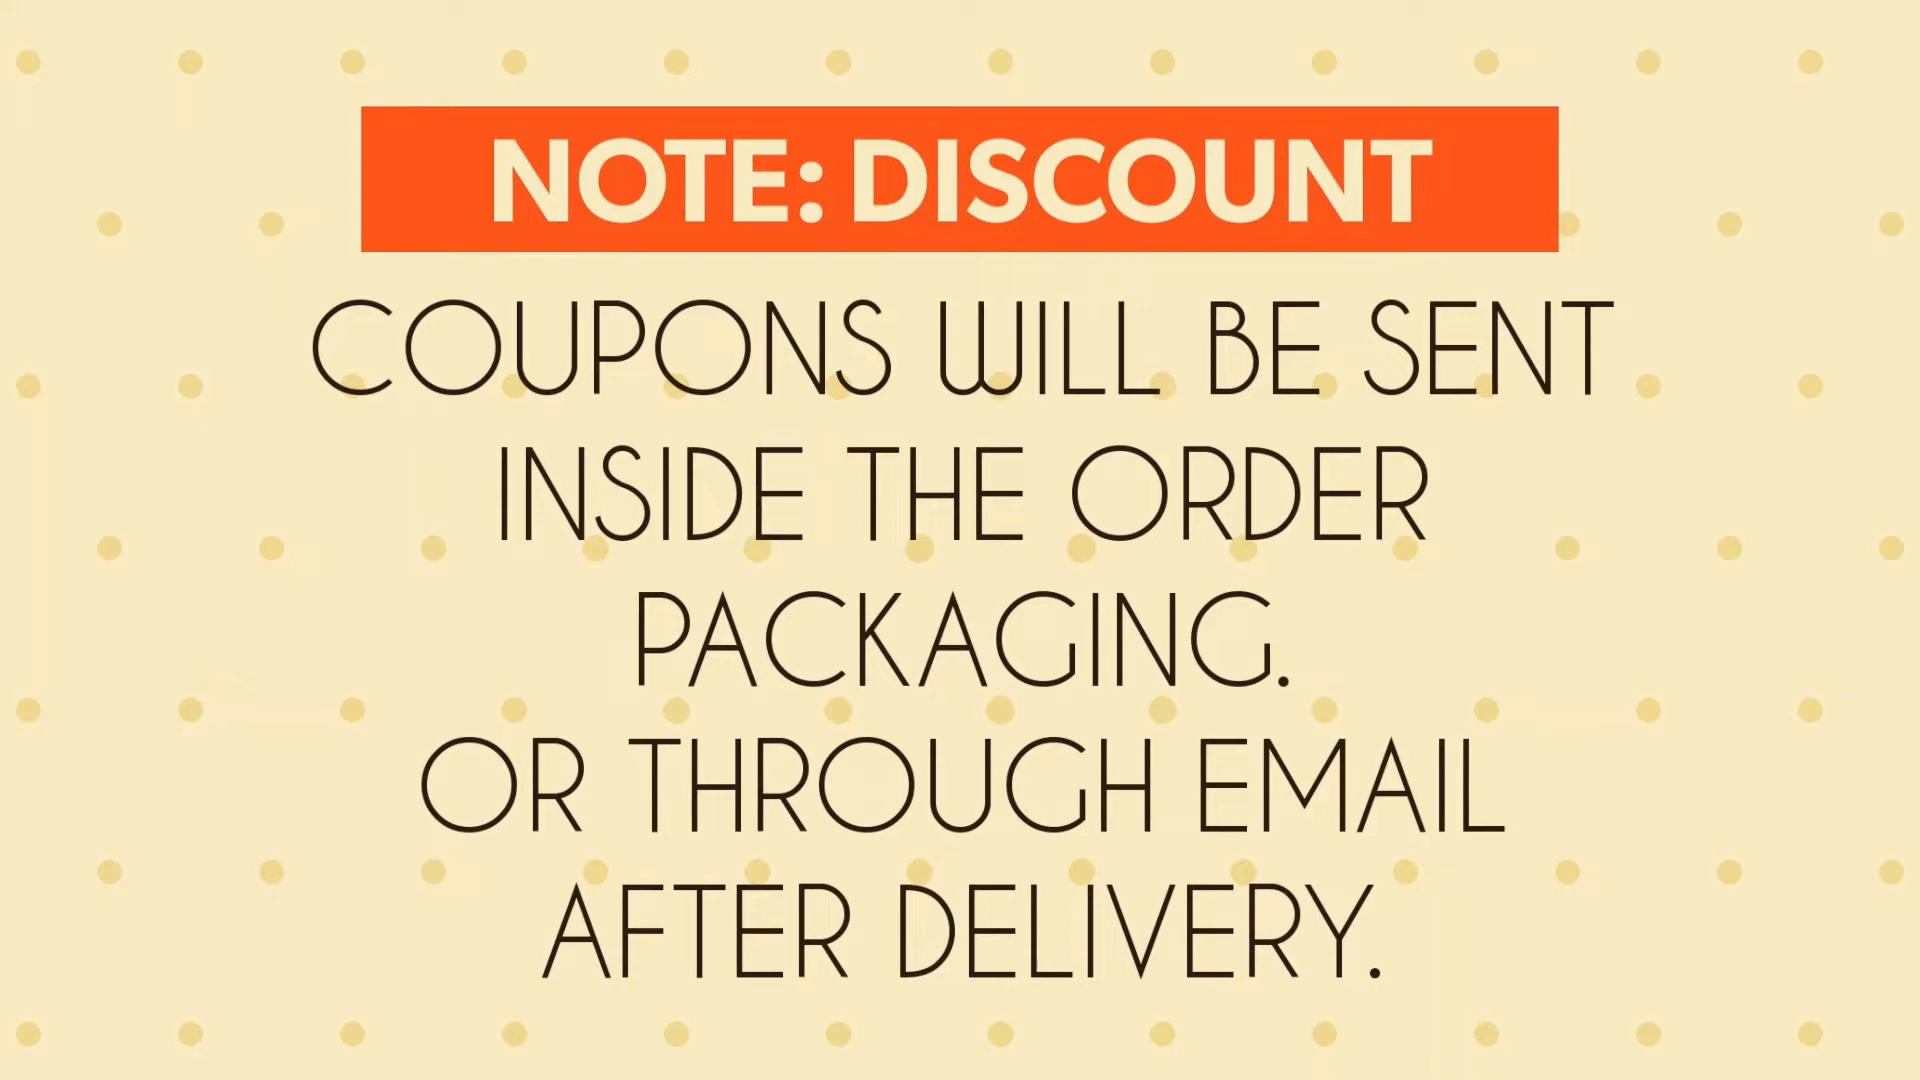 NOTE: DISCOUNT
COUPONS WILL BE SENT
INSIDE THE ORDER
PACKAGING.
OR THROUGH EMAIL
AFTER DELIVERY.